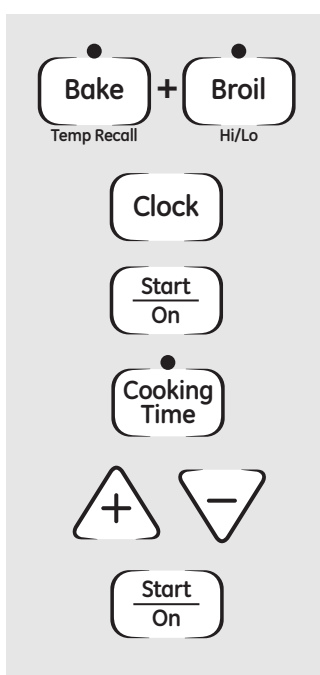 Bake + Broil
Temp Recall Hi/Lo
Clock
Start
On
Cooking
Time
+ −
Start
On